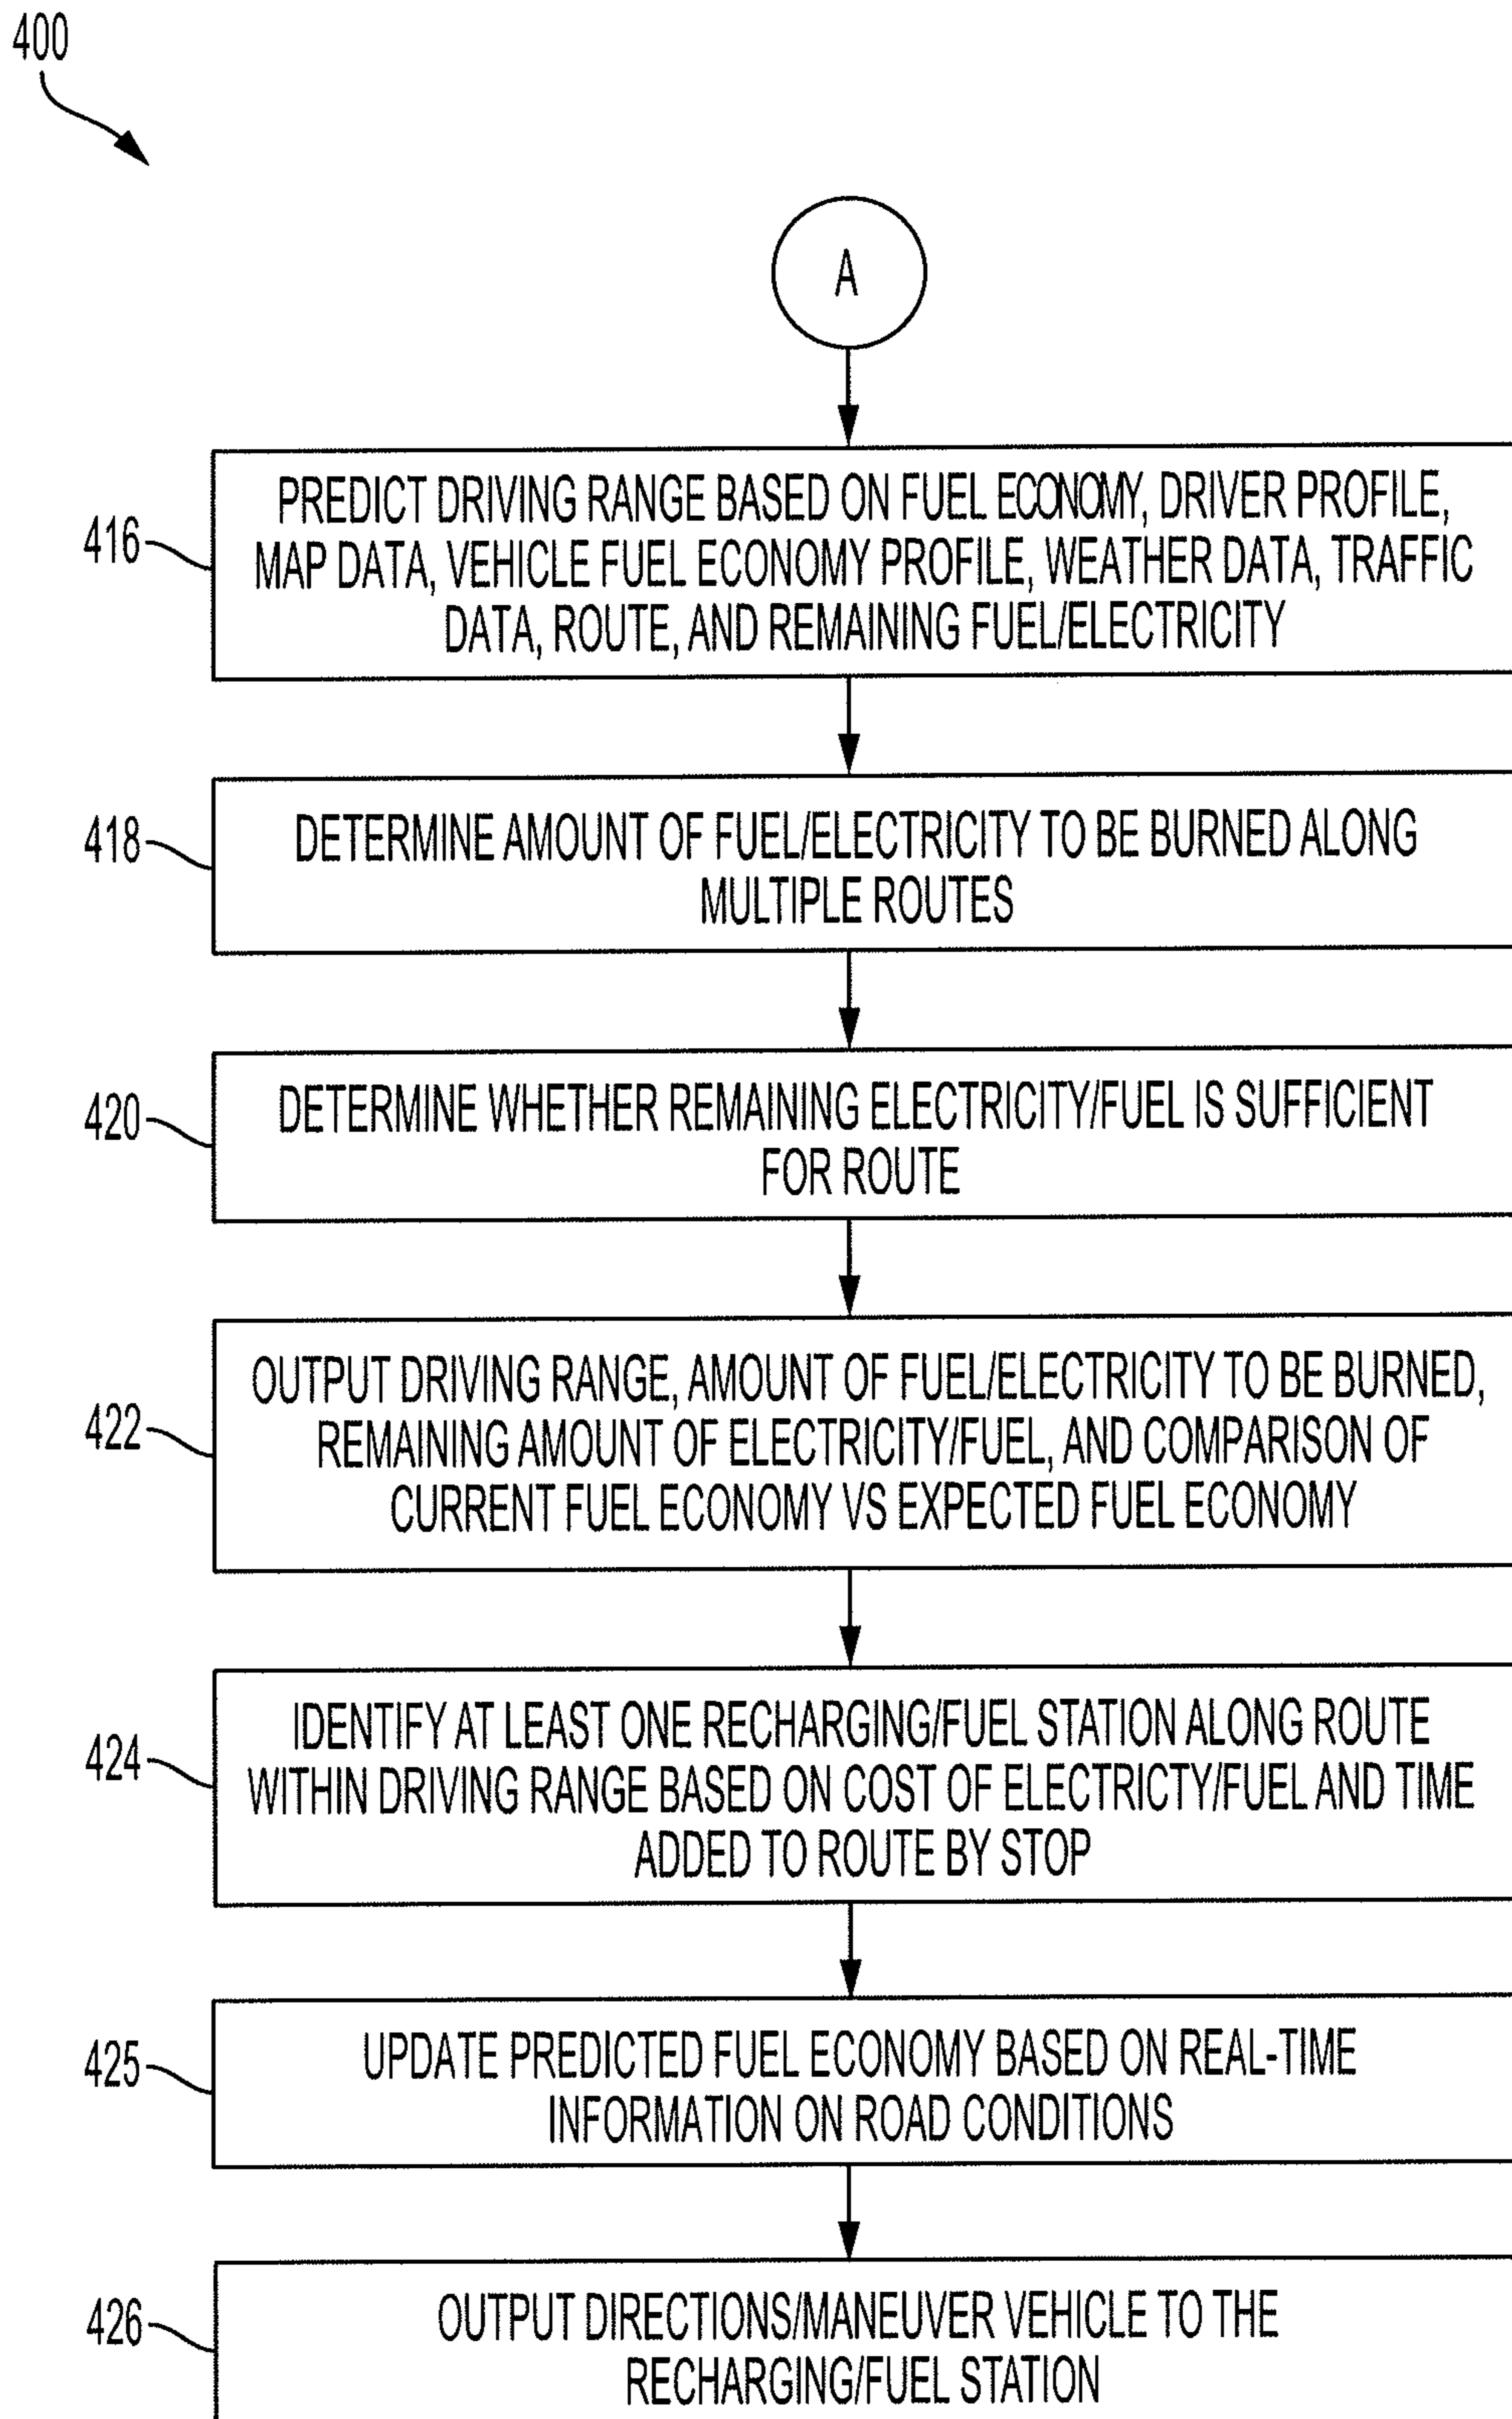 400
A
416
PREDICT DRIVING RANGE BASED ON FUEL ECONOMY, DRIVER PROFILE,
MAP DATA, VEHICLE FUEL ECONOMY PROFILE, WEATHER DATA, TRAFFIC
DATA, ROUTE, AND REMAINING FUEL/ELECTRICITY
418
DETERMINE AMOUNT OF FUEL/ELECTRICITY TO BE BURNED ALONG
MULTIPLE ROUTES
420
DETERMINE WHETHER REMAINING ELECTRICITY/FUEL IS SUFFICIENT
FOR ROUTE
422
OUTPUT DRIVING RANGE, AMOUNT OF FUEL/ELECTRICITY TO BE BURNED,
REMAINING AMOUNT OF ELECTRICITY/FUEL, AND COMPARISON OF
CURRENT FUEL ECONOMY VS EXPECTED FUEL ECONOMY
424
IDENTIFY AT LEAST ONE RECHARGING/FUEL STATION ALONG ROUTE
WITHIN DRIVING RANGE BASED ON COST OF ELECTRICTY/FUEL AND TIME
ADDED TO ROUTE BY STOP
425
UPDATE PREDICTED FUEL ECONOMY BASED ON REAL-TIME
INFORMATION ON ROAD CONDITIONS
426
OUTPUT DIRECTIONS/MANEUVER VEHICLE TO THE
RECHARGING/FUEL STATION